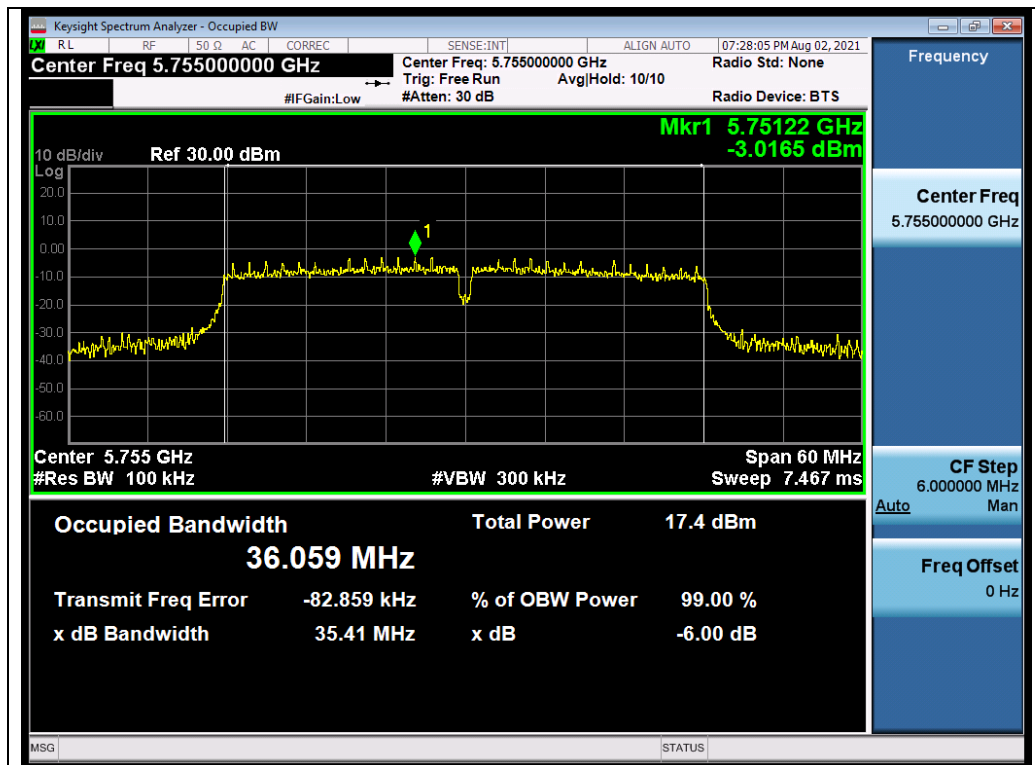 Keysight Spectrum Analyzer - Occupied BW
LXI RL RF 50 Ω AC CORREC SENSE:INT ALIGN AUTO 07:28:05 PM Aug 02, 2021
Center Freq 5.755000000 GHz
Center Freq: 5.755000000 GHz Radio Std: None
Trig: Free Run Avg|Hold: 10/10
#IFGain:Low #Atten: 30 dB Radio Device: BTS
Mkr1 5.75122 GHz
-3.0165 dBm
10 dB/div Ref 30.00 dBm
Log
20.0
10.0
0.00
-10.0
-20.0
-30.0
-40.0
-50.0
-60.0
1
Center 5.755 GHz Span 60 MHz
#Res BW 100 kHz #VBW 300 kHz Sweep 7.467 ms
Occupied Bandwidth Total Power 17.4 dBm
36.059 MHz
Transmit Freq Error -82.859 kHz % of OBW Power 99.00 %
x dB Bandwidth 35.41 MHz x dB -6.00 dB
Frequency
Center Freq
5.755000000 GHz
CF Step
6.000000 MHz
Auto Man
Freq Offset
0 Hz
MSG STATUS